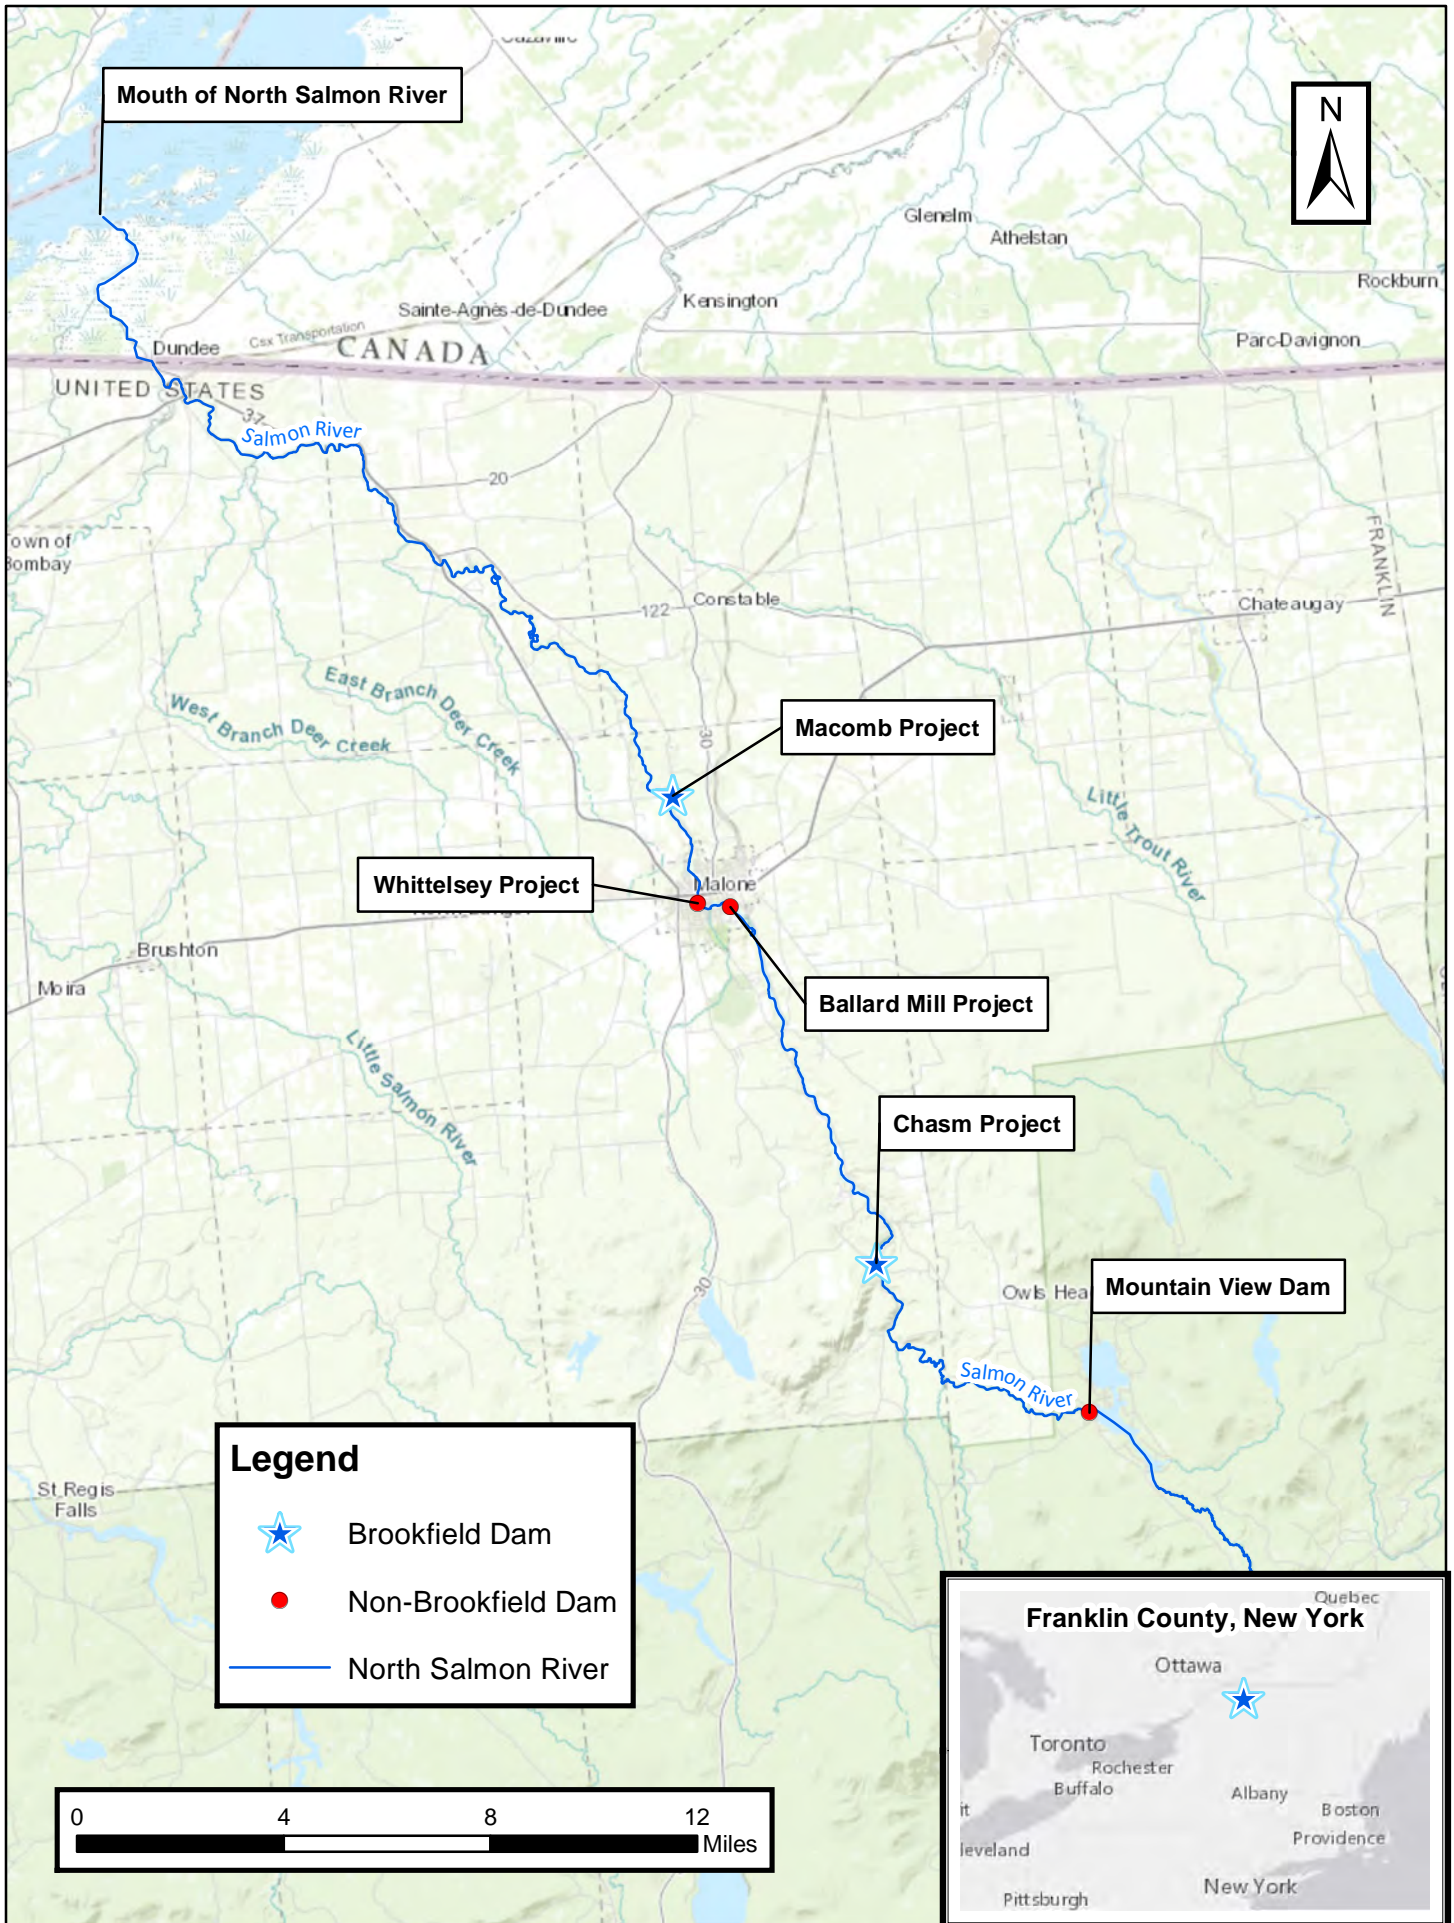 Mouth of North Salmon River
N
Glenelm
Athelstan
Rockburn
Sainte-Agnès-de-Dundee
Kensington
Csx Transportation
Dundee
CANADA
Parc-Davignon
UNITED STATES
37
Salmon River
20
Town of
Bombay
FRANKLIN
122
Constable
Chateaugay
East Branch Deer Creek
West Branch Deer Creek
30
Macomb Project
Little Trout River
Whittelsey Project
Malone
Brushton
Moira
Ballard Mill Project
Little Salmon River
Chasm Project
30
Owls Hea
Mountain View Dam
Salmon River
St Regis
Falls
Legend
Brookfield Dam
Non-Brookfield Dam
North Salmon River
0 4 8 12
Miles
Quebec
Franklin County, New York
Ottawa
Toronto
Rochester
Buffalo
Albany
it
Boston
Providence
leveland
New York
Pittsburgh